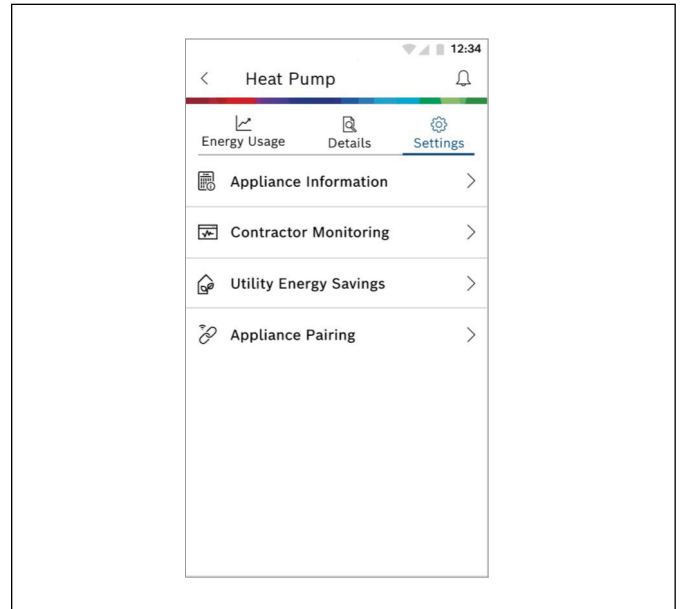 12:34
Heat Pump
Energy Usage Details Settings
Appliance Information
Contractor Monitoring
Utility Energy Savings
Appliance Pairing